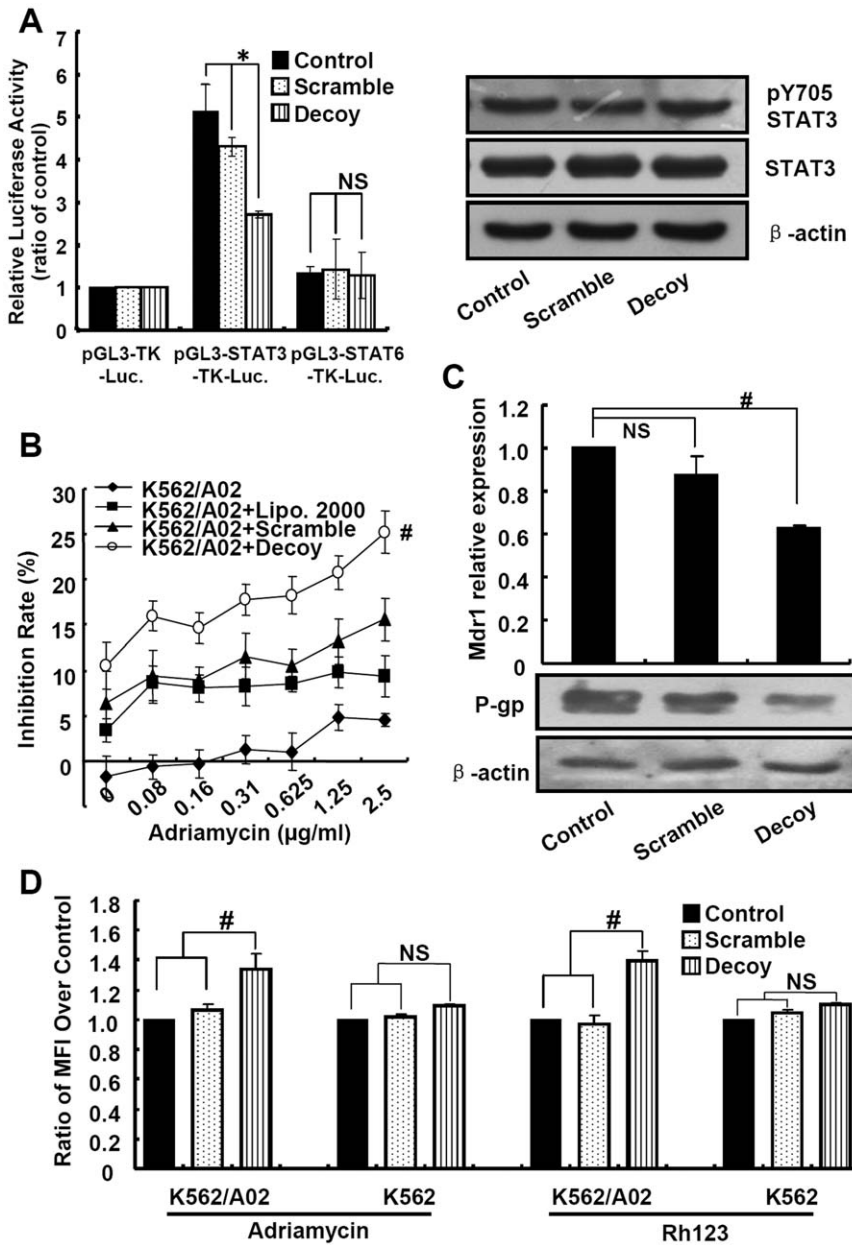 A
Relative Luciferase Activity
(ratio of control)
7
6
5
4
3
2
1
0
*
NS
Control
Scramble
Decoy
pGL3-TK
-Luc.
pGL3-STAT3
-TK-Luc.
pGL3-STAT6
-TK-Luc.
pY705
STAT3
STAT3
β-actin
Control
Scramble
Decoy
B
Inhibition Rate (%)
30
25
20
15
10
5
0
K562/A02
K562/A02+Lipo. 2000
K562/A02+Scramble
K562/A02+Decoy
#
0
0.08
0.16
0.31
0.625
1.25
2.5
Adriamycin (μg/ml)
C
Mdr1 relative expression
1.2
1.0
0.8
0.6
0.4
0.2
0
NS
#
P-gp
β-actin
Control
Scramble
Decoy
D
Ratio of MFI Over Control
1.8
1.6
1.4
1.2
1.0
0.8
0.6
0.4
0.2
0
#
NS
#
NS
Control
Scramble
Decoy
K562/A02
K562
K562/A02
K562
Adriamycin
Rh123